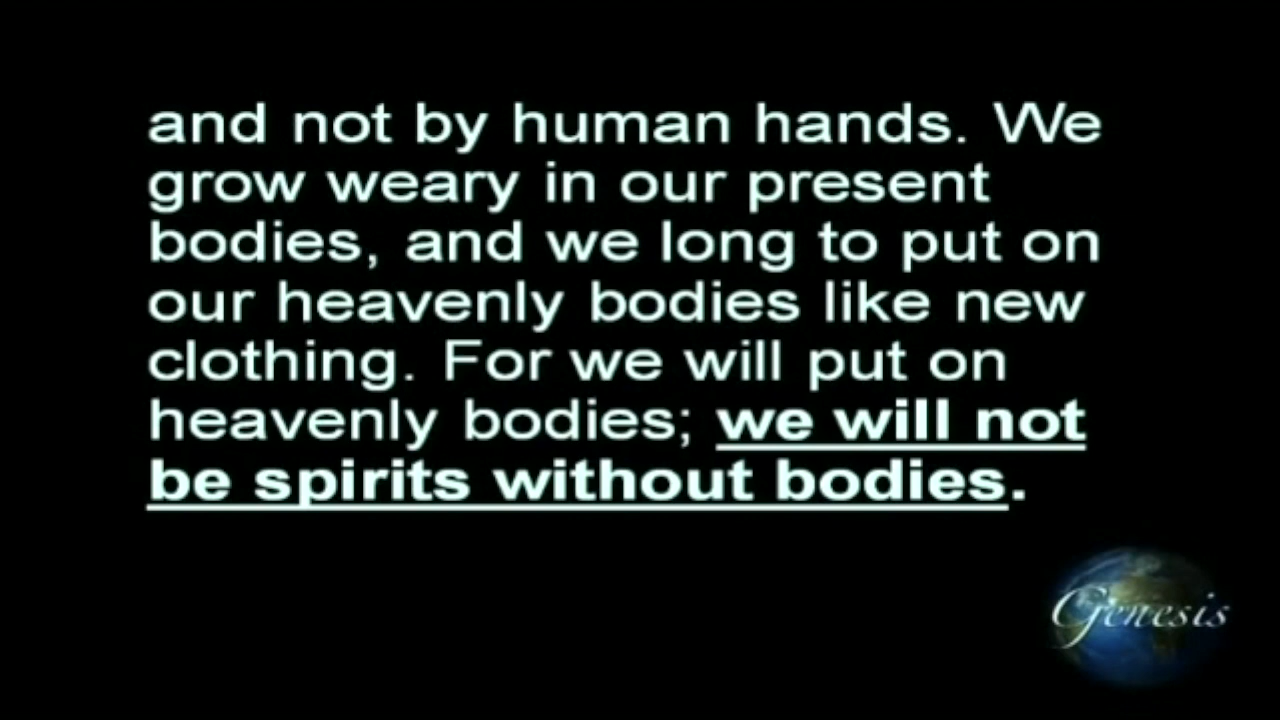 and not by human hands. We
grow weary in our present
bodies, and we long to put on
our heavenly bodies like new
clothing. For we will put on
heavenly bodies; we will not
be spirits without bodies.
Genesis